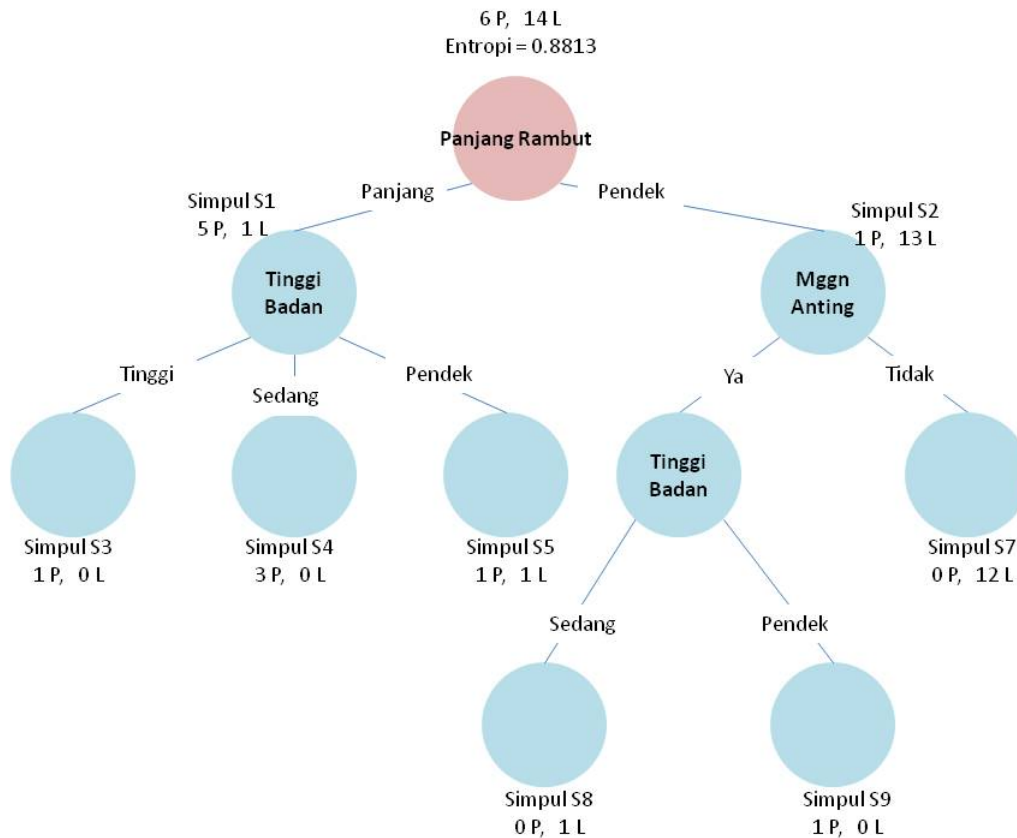 6 P, 14 L
Entropi = 0.8813
Panjang Rambut
Panjang
Pendek
Simpul S1
5 P, 1 L
Simpul S2
1 P, 13 L
Tinggi
Badan
Mggn
Anting
Tinggi
Sedang
Pendek
Ya
Tidak
Tinggi
Badan
Simpul S3
1 P, 0 L
Simpul S4
3 P, 0 L
Simpul S5
1 P, 1 L
Simpul S7
0 P, 12 L
Sedang
Pendek
Simpul S8
0 P, 1 L
Simpul S9
1 P, 0 L